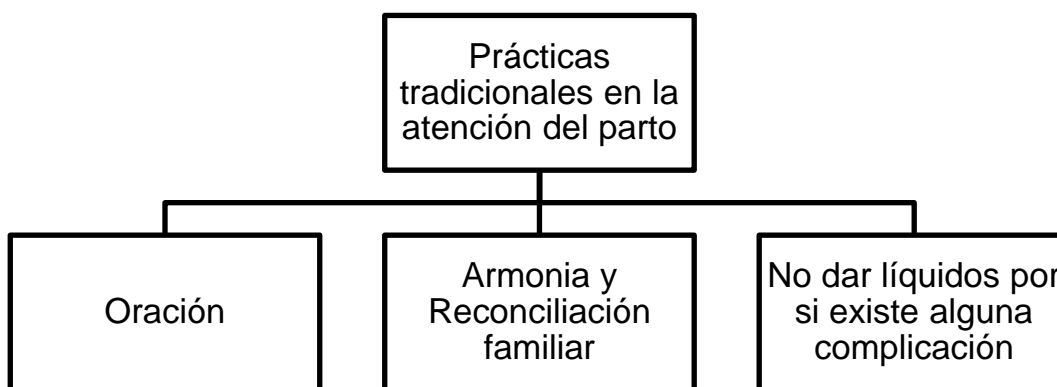 Prácticas
tradicionales en la
atención del parto
Oración
Armonia y
Reconciliación
familiar
No dar líquidos por
si existe alguna
complicación